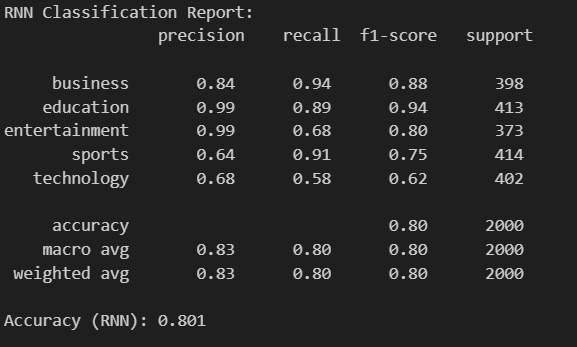 RNN Classification Report:
precision recall f1-score support
business 0.84 0.94 0.88 398
education 0.99 0.89 0.94 413
entertainment 0.99 0.68 0.80 373
sports 0.64 0.91 0.75 414
technology 0.68 0.58 0.62 402
accuracy 0.80 2000
macro avg 0.83 0.80 0.80 2000
weighted avg 0.83 0.80 0.80 2000
Accuracy (RNN): 0.801